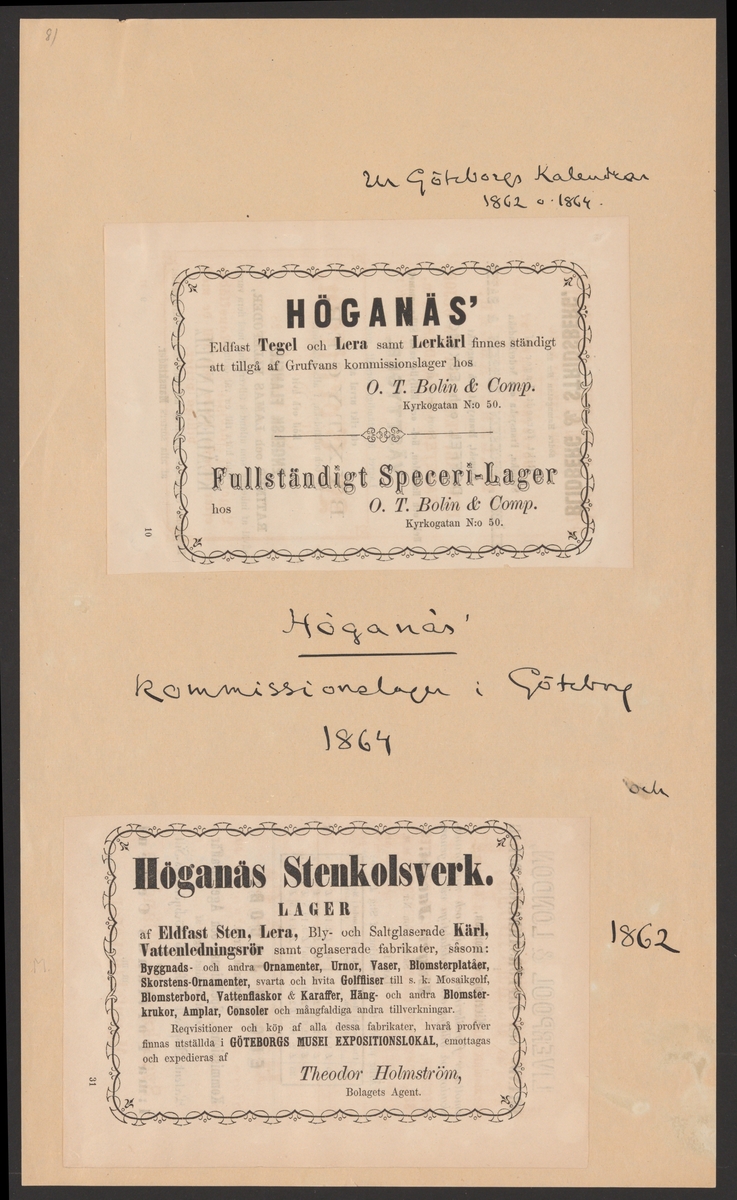 8)
Ur Göteborgs Kalendrar
1862 o. 1864.
HÖGANÄS’
Eldfast Tegel och Lera samt Lerkärl finnes ständigt
att tillgå af Grufvans kommissionslager hos
O. T. Bolin & Comp.
Kyrkogatan N:o 50.
Fullständigt Speceri-Lager
hos O. T. Bolin & Comp.
Kyrkogatan N:o 50.
10
Höganäs'
Kommissionslager i Göteborg
1864
och
1862
Höganäs Stenkolsverk.
LAGER
af Eldfast Sten, Lera, Bly- och Saltglaserade Kärl,
Vattenledningsrör samt oglaserade fabrikater, såsom:
Byggnads- och andra Ornamenter, Urnor, Vaser, Blomsterplatåer,
Skorstens-Ornamenter, svarta och hvita Golffliser till s. k. Mosaikgolf,
Blomsterbord, Vattenflaskor & Karaffer, Häng- och andra Blomster-
krukor, Amplar, Consoler och mångfaldiga andra tillverkningar.
Reqvisitioner och köp af alla dessa fabrikater, hvarå profver
finnas utställda i GÖTEBORGS MUSEI EXPOSITIONSLOKAL, emottagas
och expedieras af
Theodor Holmström,
Bolagets Agent.
31